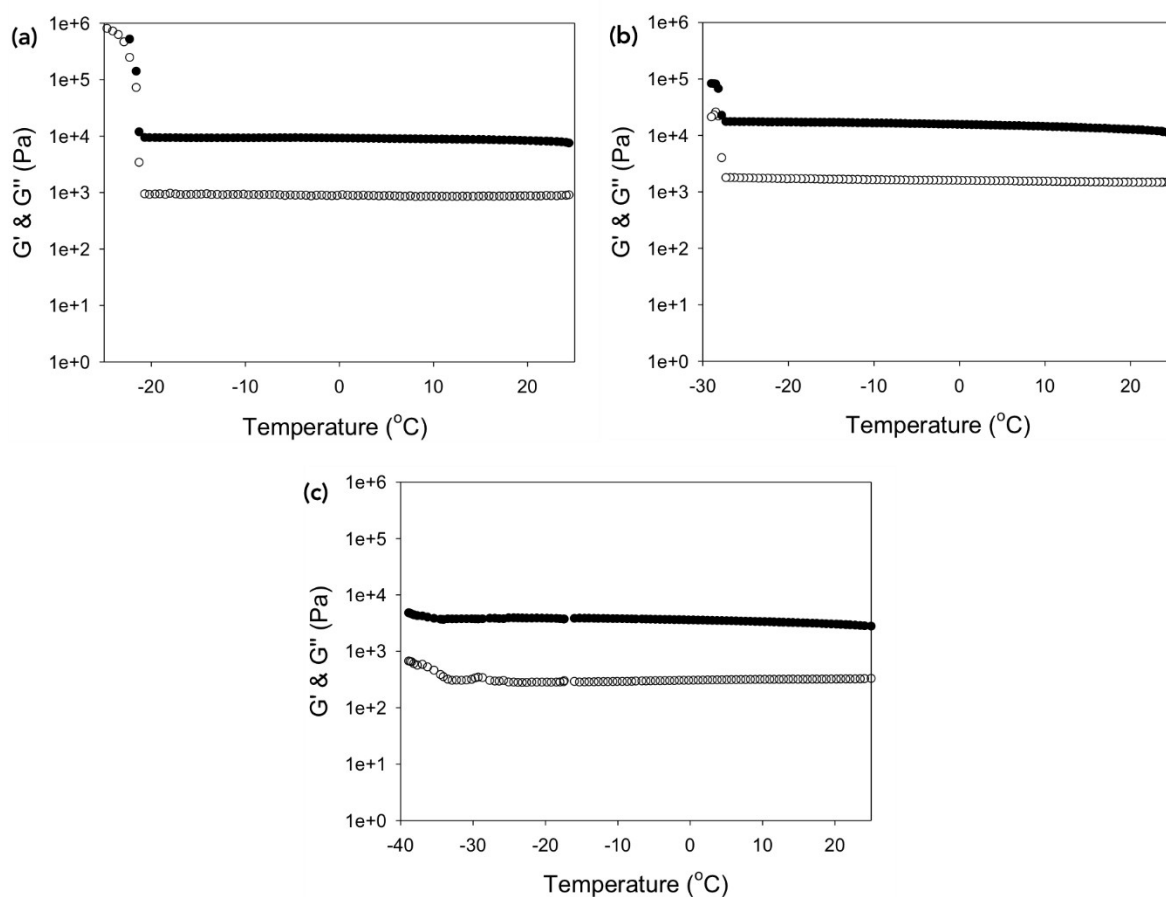 (a)
1e+6
1e+5
1e+4
1e+3
1e+2
1e+1
1e+0
G' & G" (Pa)
-20 -10 0 10 20
Temperature (°C)
(b)
1e+6
1e+5
1e+4
1e+3
1e+2
1e+1
1e+0
G' & G" (Pa)
-30 -20 -10 0 10 20
Temperature (°C)
(c)
1e+6
1e+5
1e+4
1e+3
1e+2
1e+1
1e+0
G' & G" (Pa)
-40 -30 -20 -10 0 10 20
Temperature (°C)